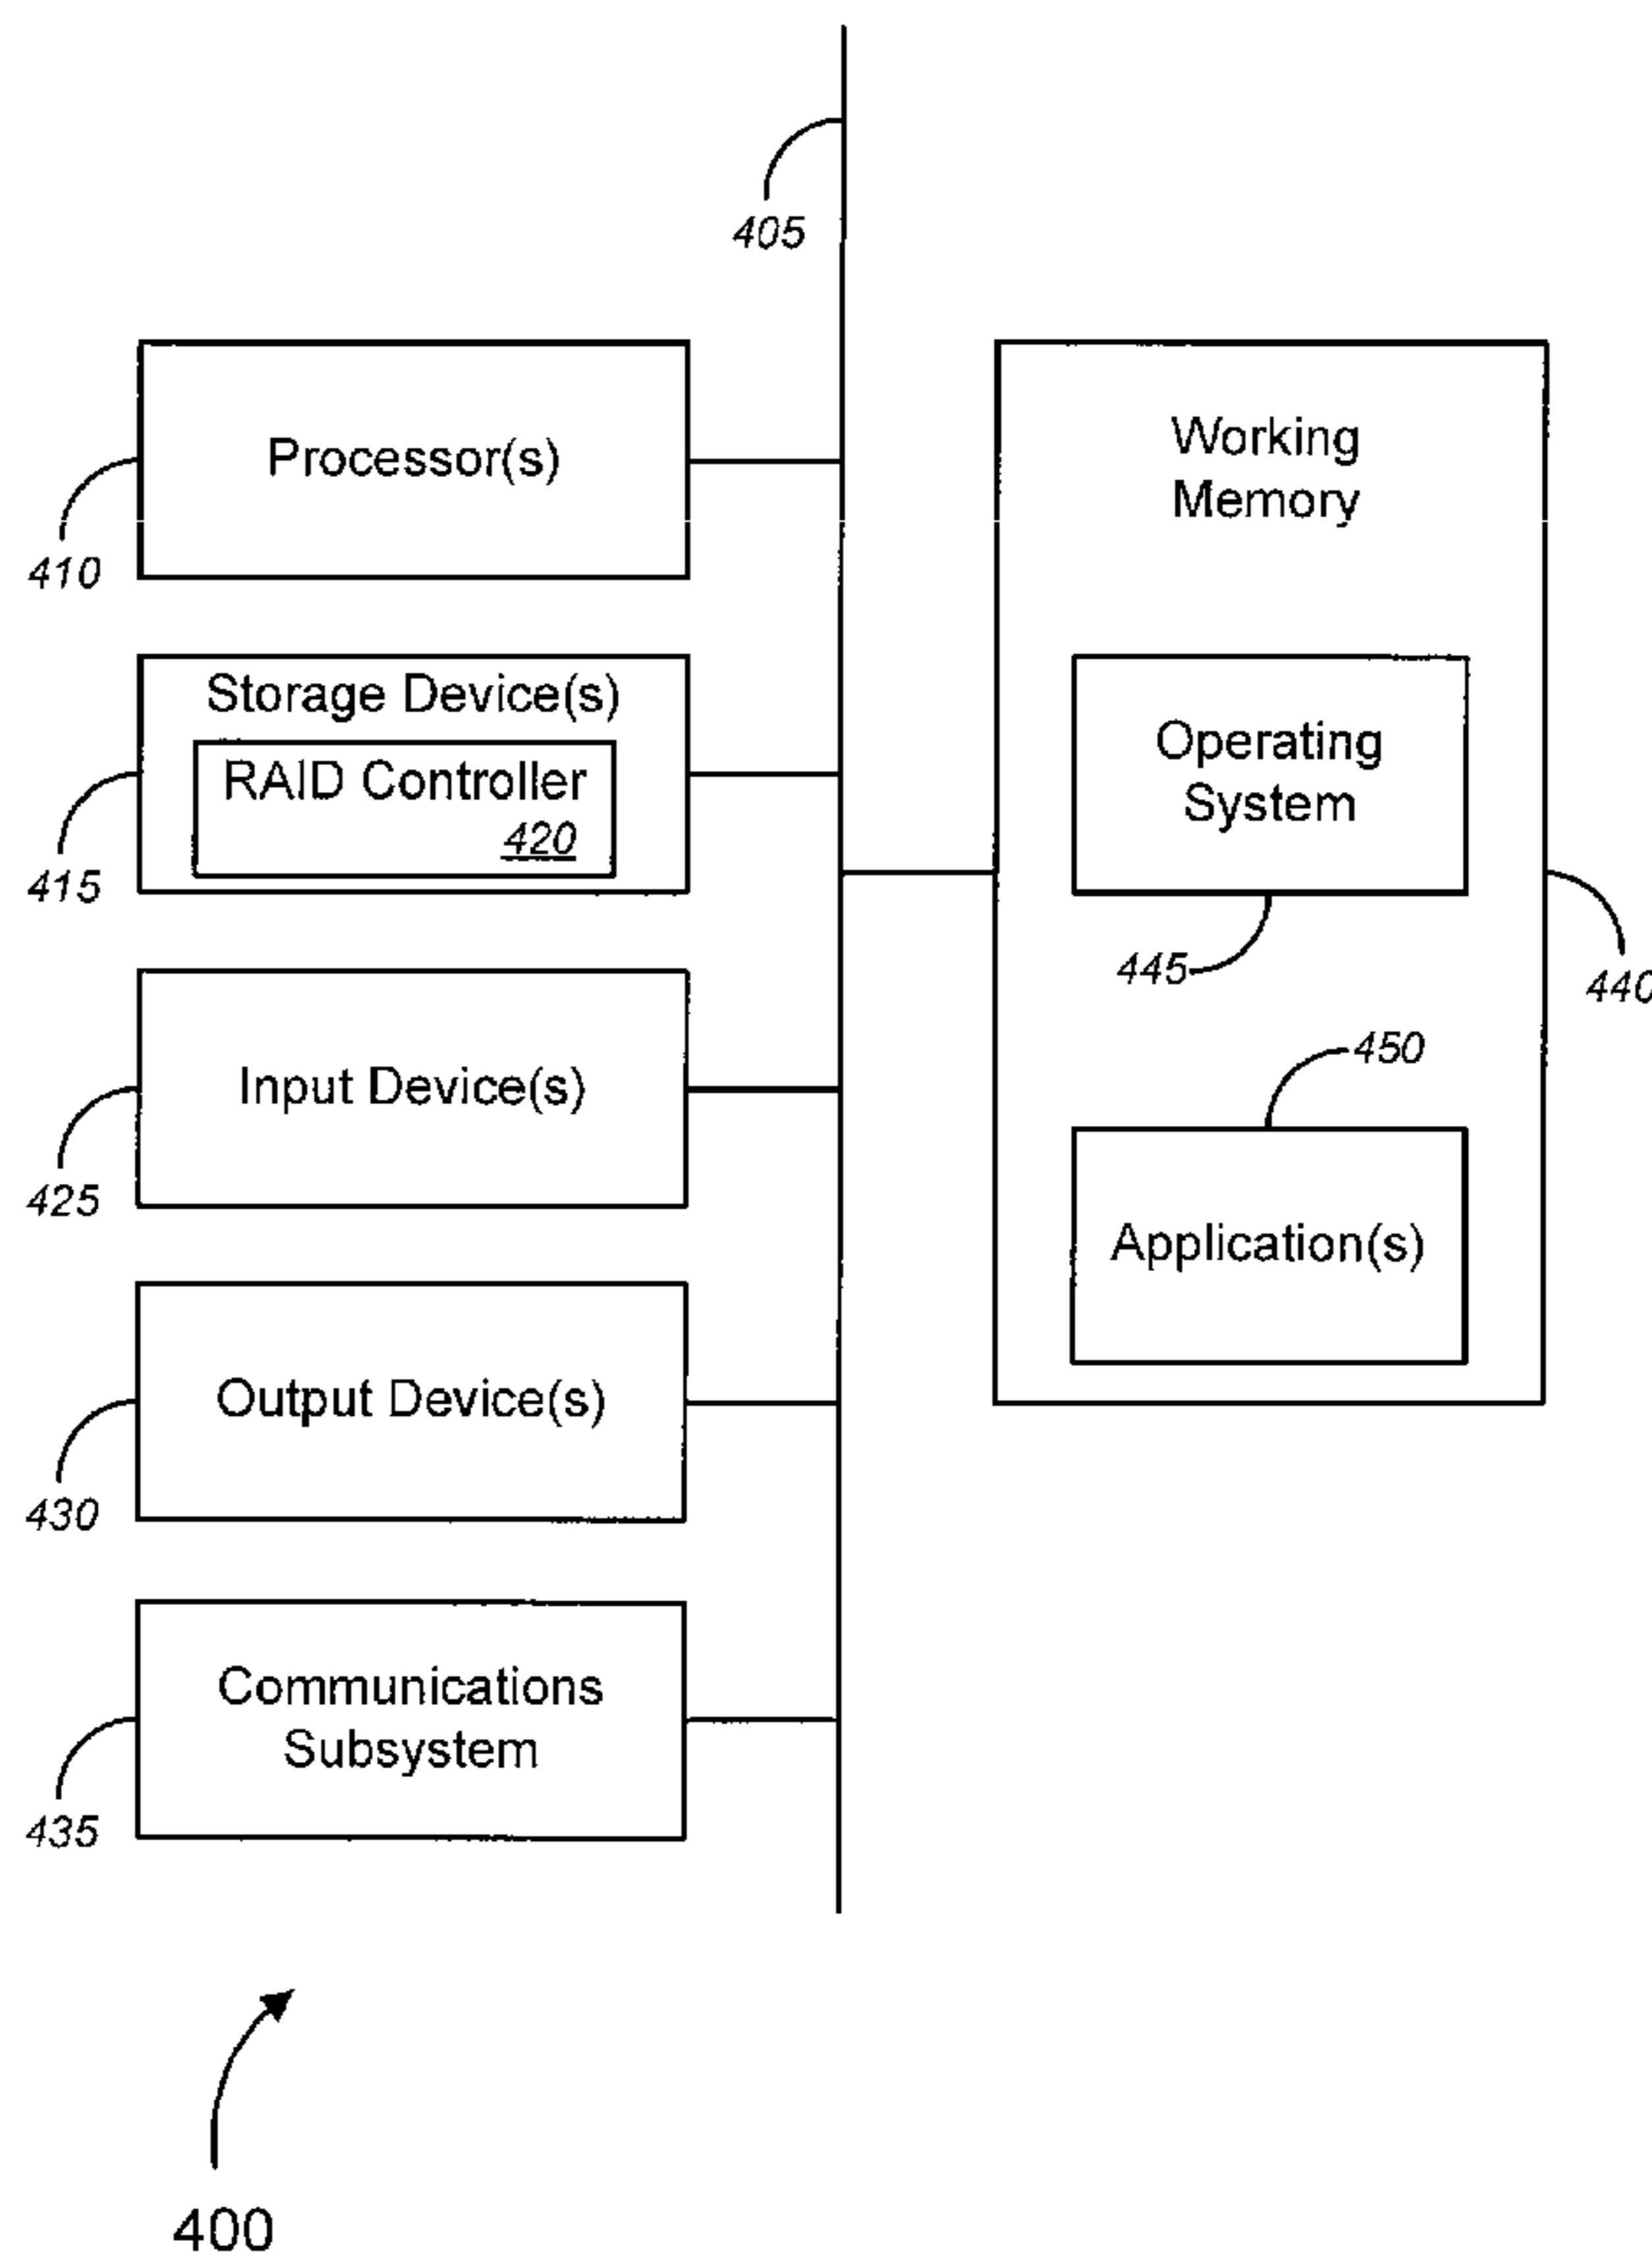 405
Processor(s)
410
Storage Device(s)
RAID Controller
420
415
Input Device(s)
425
Output Device(s)
430
Communications
Subsystem
435
Working
Memory
Operating
System
445
440
450
Application(s)
400